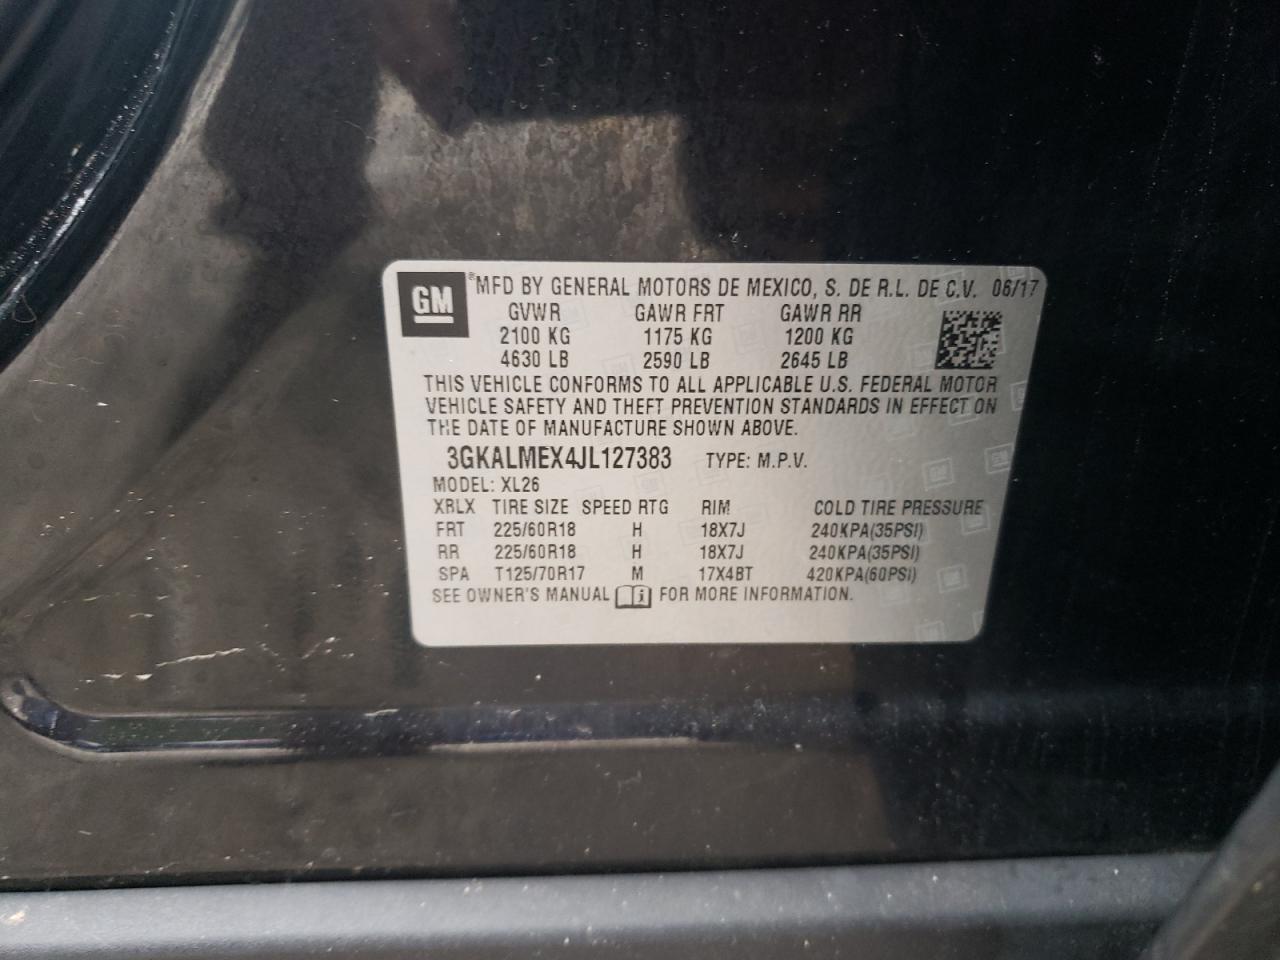 GM ® MFD BY GENERAL MOTORS DE MEXICO, S. DE R.L. DE C.V. 06/17
GVWR GAWR FRT GAWR RR
2100 KG 1175 KG 1200 KG
4630 LB 2590 LB 2645 LB
THIS VEHICLE CONFORMS TO ALL APPLICABLE U.S. FEDERAL MOTOR
VEHICLE SAFETY AND THEFT PREVENTION STANDARDS IN EFFECT ON
THE DATE OF MANUFACTURE SHOWN ABOVE.
3GKALMEX4JL127383 TYPE: M.P.V.
MODEL: XL26
XRLX TIRE SIZE SPEED RTG RIM COLD TIRE PRESSURE
FRT 225/60R18 H 18X7J 240KPA(35PSI)
RR 225/60R18 H 18X7J 240KPA(35PSI)
SPA T125/70R17 M 17X4BT 420KPA(60PSI)
SEE OWNER'S MANUAL i FOR MORE INFORMATION.